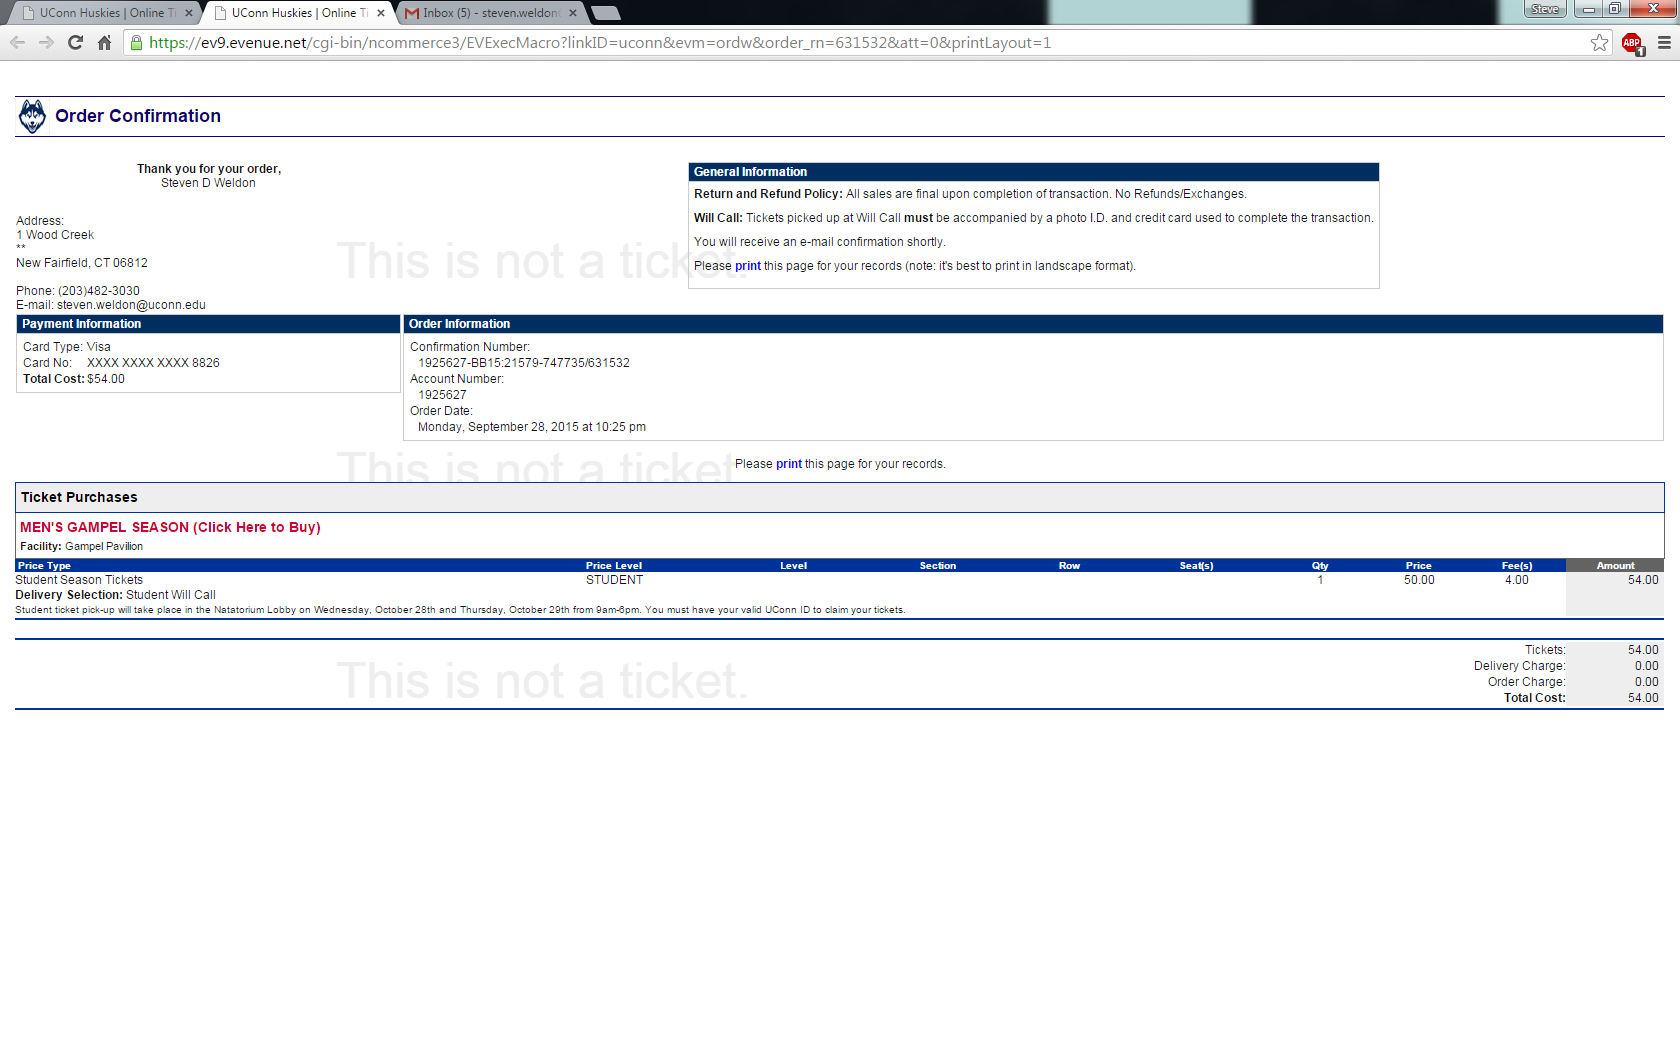 UConn Huskies | Online Ti
UConn Huskies | Online Ti
Inbox (5) - steven.weldon
Steve
https://ev9.evenue.net/cgi-bin/ncommerce3/EVExecMacro?linkID=uconn&evm=ordw&order_rn=631532&att=0&printLayout=1
ABP
1
Order Confirmation
Thank you for your order,
Steven D Weldon
Address:
1 Wood Creek
**
New Fairfield, CT 06812
Phone: (203)482-3030
E-mail: steven.weldon@uconn.edu
General Information
Return and Refund Policy: All sales are final upon completion of transaction. No Refunds/Exchanges.
Will Call: Tickets picked up at Will Call must be accompanied by a photo I.D. and credit card used to complete the transaction.
You will receive an e-mail confirmation shortly.
Please print this page for your records (note: it's best to print in landscape format).
This is not a ticket.
Payment Information
Card Type: Visa
Card No: XXXX XXXX XXXX 8826
Total Cost: $54.00
Order Information
Confirmation Number:
1925627-BB15:21579-747735/631532
Account Number:
1925627
Order Date:
Monday, September 28, 2015 at 10:25 pm
This is not a ticket
Please print this page for your records.
Ticket Purchases
MEN'S GAMPEL SEASON (Click Here to Buy)
Facility: Gampel Pavilion
Price Type Price Level Level Section Row Seat(s) Qty Price Fee(s) Amount
Student Season Tickets STUDENT 1 50.00 4.00 54.00
Delivery Selection: Student Will Call
Student ticket pick-up will take place in the Natatorium Lobby on Wednesday, October 28th and Thursday, October 29th from 9am-6pm. You must have your valid UConn ID to claim your tickets.
Tickets: 54.00
Delivery Charge: 0.00
Order Charge: 0.00
Total Cost: 54.00
This is not a ticket.